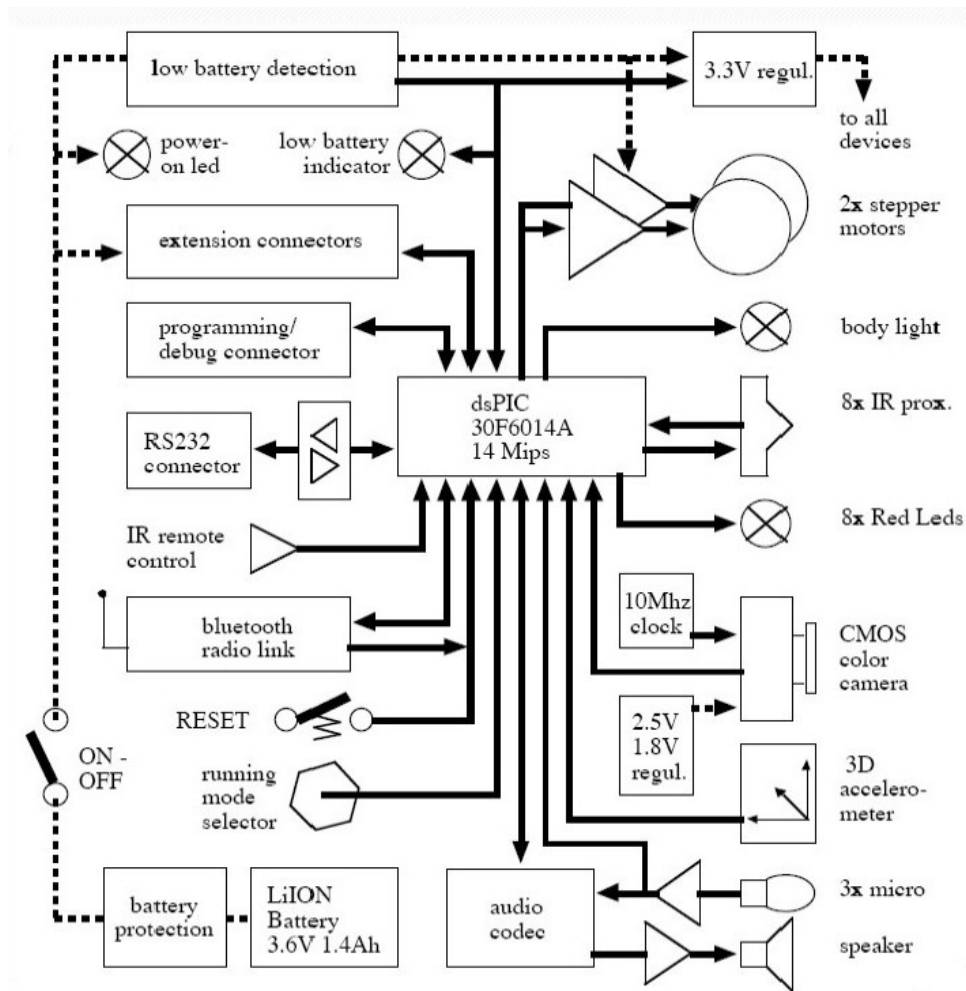 low battery detection
3.3V regul.
to all
devices
power-
on led
low battery
indicator
2x stepper
motors
extension connectors
programming/
debug connector
body light
dsPIC
30F6014A
14 Mips
8x IR prox.
RS232
connector
8x Red Leds
IR remote
control
10Mhz
clock
bluetooth
radio link
CMOS
color
camera
RESET
2.5V
1.8V
regul.
ON -
OFF
running
mode
selector
3D
accelero-
meter
battery
protection
LiION
Battery
3.6V 1.4Ah
audio
codec
3x micro
speaker